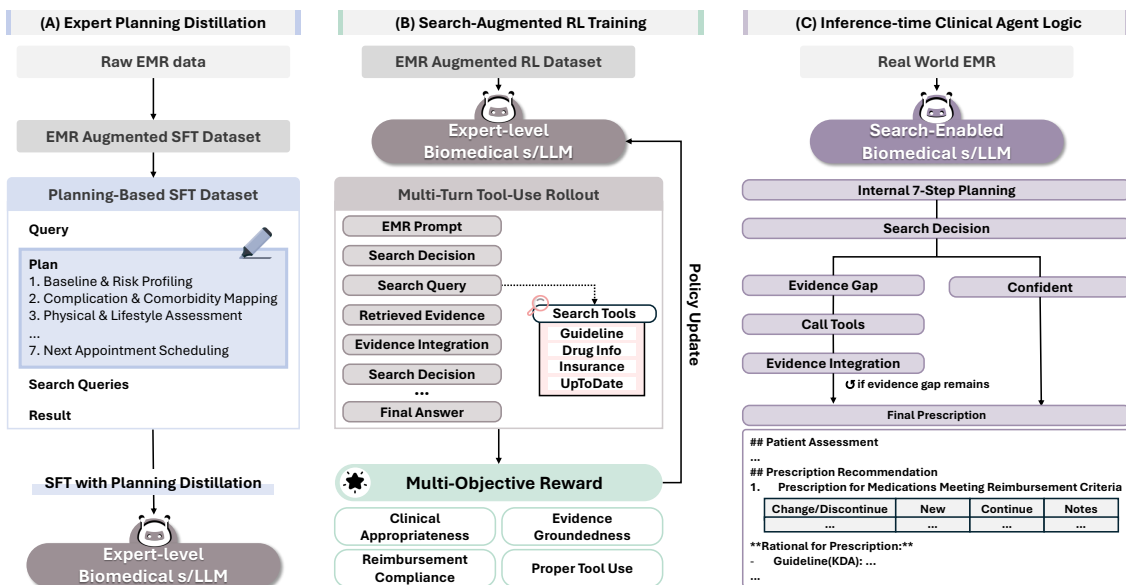 (A) Expert Planning Distillation
Raw EMR data
EMR Augmented SFT Dataset
Planning-Based SFT Dataset
Query
Plan
1. Baseline & Risk Profiling
2. Complication & Comorbidity Mapping
3. Physical & Lifestyle Assessment
...
7. Next Appointment Scheduling
Search Queries
Result
SFT with Planning Distillation
Expert-level
Biomedical s/LLM
(B) Search-Augmented RL Training
EMR Augmented RL Dataset
Expert-level
Biomedical s/LLM
Multi-Turn Tool-Use Rollout
EMR Prompt
Search Decision
Search Query
Retrieved Evidence
Evidence Integration
Search Decision
...
Final Answer
Search Tools
Guideline
Drug Info
Insurance
UpToDate
Policy Update
Multi-Objective Reward
Clinical
Appropriateness
Evidence
Groundedness
Reimbursement
Compliance
Proper Tool Use
(C) Inference-time Clinical Agent Logic
Real World EMR
Search-Enabled
Biomedical s/LLM
Internal 7-Step Planning
Search Decision
Evidence Gap
Confident
Call Tools
Evidence Integration
↺ if evidence gap remains
Final Prescription
## Patient Assessment
...
## Prescription Recommendation
1. Prescription for Medications Meeting Reimbursement Criteria
Change/Discontinue New Continue Notes
... ... ... ...
**Rational for Prescription:**
- Guideline(KDA): ...
...